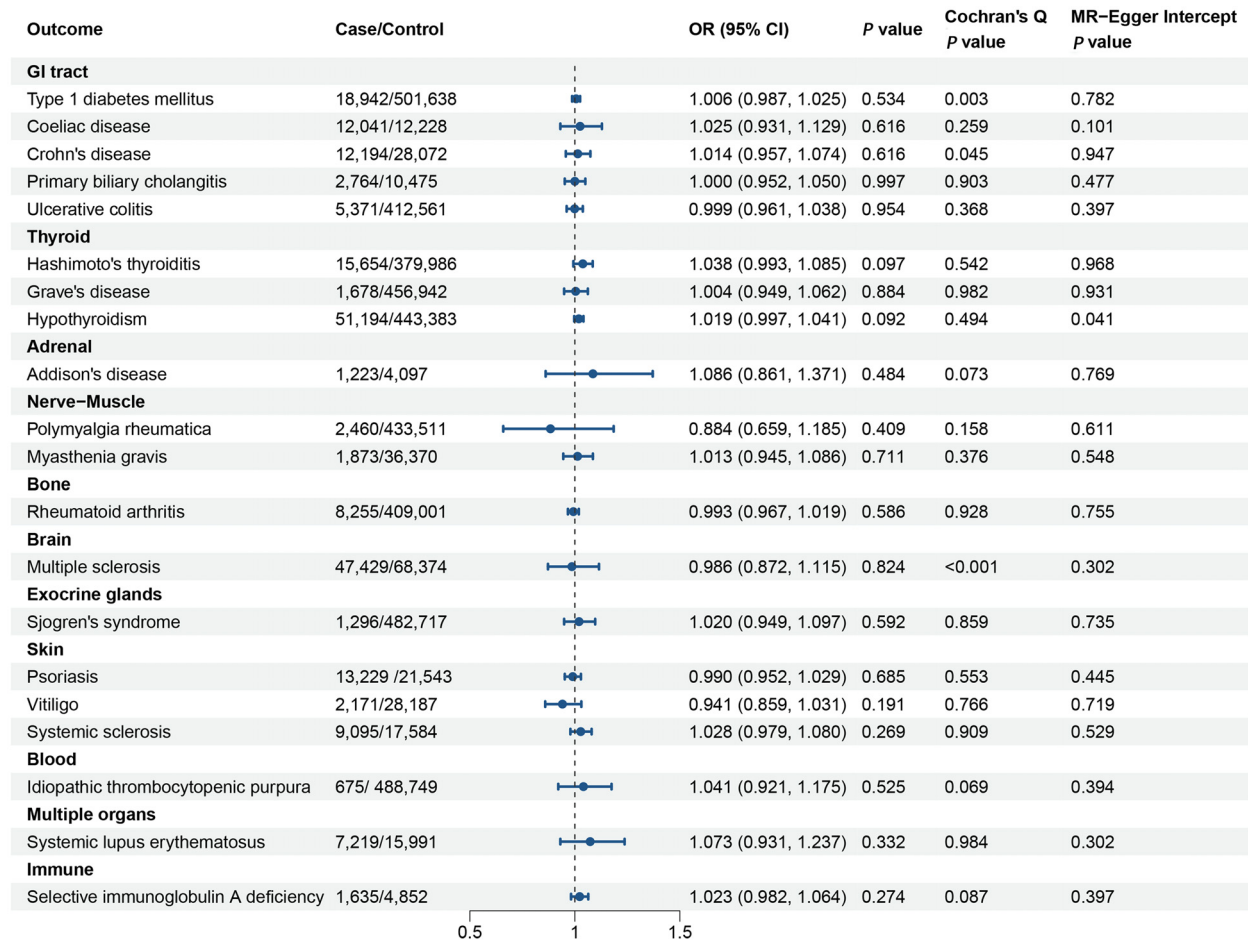 Outcome Case/Control OR (95% CI) P value Cochran's Q P value MR−Egger Intercept P value
GI tract
Type 1 diabetes mellitus 18,942/501,638 1.006 (0.987, 1.025) 0.534 0.003 0.782
Coeliac disease 12,041/12,228 1.025 (0.931, 1.129) 0.616 0.259 0.101
Crohn's disease 12,194/28,072 1.014 (0.957, 1.074) 0.616 0.045 0.947
Primary biliary cholangitis 2,764/10,475 1.000 (0.952, 1.050) 0.997 0.903 0.477
Ulcerative colitis 5,371/412,561 0.999 (0.961, 1.038) 0.954 0.368 0.397
Thyroid
Hashimoto's thyroiditis 15,654/379,986 1.038 (0.993, 1.085) 0.097 0.542 0.968
Grave's disease 1,678/456,942 1.004 (0.949, 1.062) 0.884 0.982 0.931
Hypothyroidism 51,194/443,383 1.019 (0.997, 1.041) 0.092 0.494 0.041
Adrenal
Addison's disease 1,223/4,097 1.086 (0.861, 1.371) 0.484 0.073 0.769
Nerve−Muscle
Polymyalgia rheumatica 2,460/433,511 0.884 (0.659, 1.185) 0.409 0.158 0.611
Myasthenia gravis 1,873/36,370 1.013 (0.945, 1.086) 0.711 0.376 0.548
Bone
Rheumatoid arthritis 8,255/409,001 0.993 (0.967, 1.019) 0.586 0.928 0.755
Brain
Multiple sclerosis 47,429/68,374 0.986 (0.872, 1.115) 0.824 <0.001 0.302
Exocrine glands
Sjogren's syndrome 1,296/482,717 1.020 (0.949, 1.097) 0.592 0.859 0.735
Skin
Psoriasis 13,229 /21,543 0.990 (0.952, 1.029) 0.685 0.553 0.445
Vitiligo 2,171/28,187 0.941 (0.859, 1.031) 0.191 0.766 0.719
Systemic sclerosis 9,095/17,584 1.028 (0.979, 1.080) 0.269 0.909 0.529
Blood
Idiopathic thrombocytopenic purpura 675/ 488,749 1.041 (0.921, 1.175) 0.525 0.069 0.394
Multiple organs
Systemic lupus erythematosus 7,219/15,991 1.073 (0.931, 1.237) 0.332 0.984 0.302
Immune
Selective immunoglobulin A deficiency 1,635/4,852 1.023 (0.982, 1.064) 0.274 0.087 0.397
0.5 1 1.5